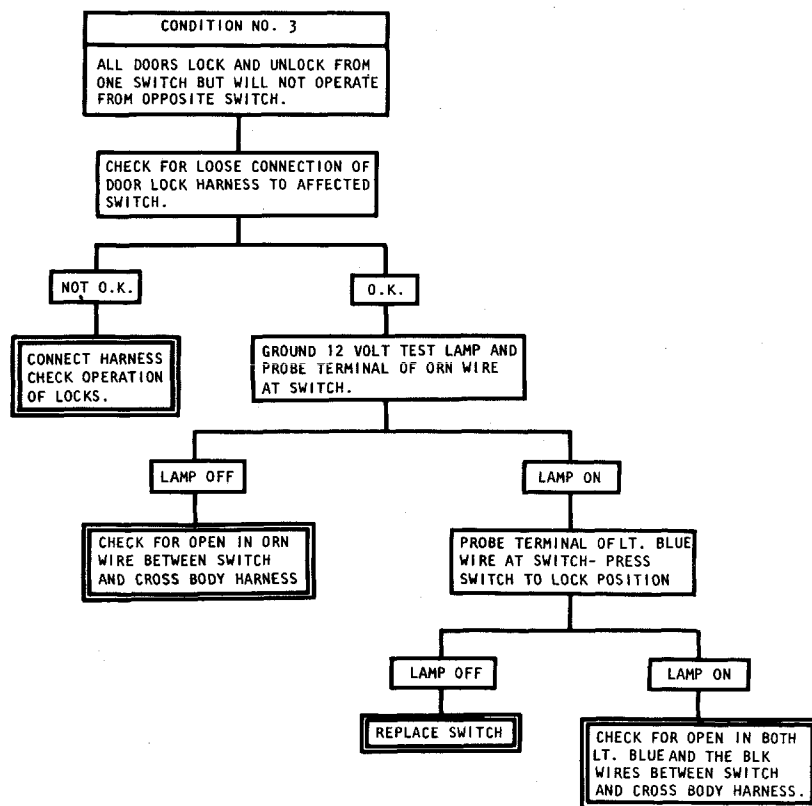 CONDITION NO. 3
ALL DOORS LOCK AND UNLOCK FROM
ONE SWITCH BUT WILL NOT OPERATE
FROM OPPOSITE SWITCH.
CHECK FOR LOOSE CONNECTION OF
DOOR LOCK HARNESS TO AFFECTED
SWITCH.
NOT O.K.
O.K.
CONNECT HARNESS
CHECK OPERATION
OF LOCKS.
GROUND 12 VOLT TEST LAMP AND
PROBE TERMINAL OF ORN WIRE
AT SWITCH.
LAMP OFF
LAMP ON
CHECK FOR OPEN IN ORN
WIRE BETWEEN SWITCH
AND CROSS BODY HARNESS
PROBE TERMINAL OF LT. BLUE
WIRE AT SWITCH- PRESS
SWITCH TO LOCK POSITION
LAMP OFF
LAMP ON
REPLACE SWITCH
CHECK FOR OPEN IN BOTH
LT. BLUE AND THE BLK
WIRES BETWEEN SWITCH
AND CROSS BODY HARNESS.